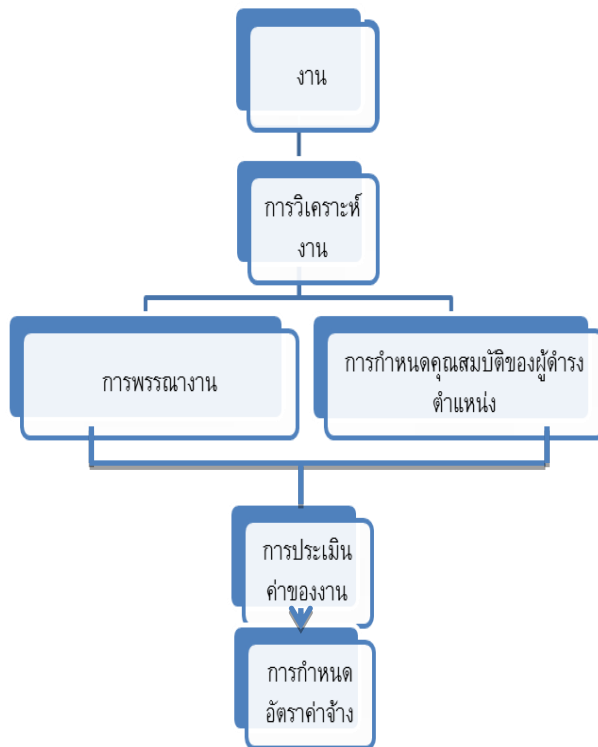 งาน
การวิเคราะห์
งาน
การพรรณางาน
การกำหนดคุณสมบัติของผู้ดำรง
ตำแหน่ง
การประเมิน
ค่าของงาน
การกำหนด
อัตราค่าจ้าง